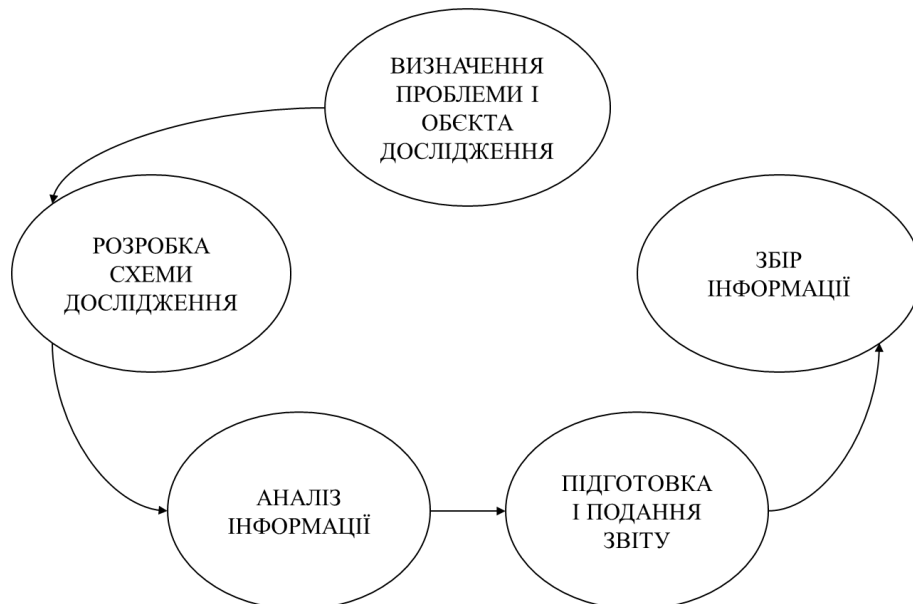 ВИЗНАЧЕННЯ
ПРОБЛЕМИ І
ОБЄКТА
ДОСЛІДЖЕННЯ
РОЗРОБКА
СХЕМИ
ДОСЛІДЖЕННЯ
ЗБІР
ІНФОРМАЦІЇ
АНАЛІЗ
ІНФОРМАЦІЇ
ПІДГОТОВКА
І ПОДАННЯ
ЗВІТУ